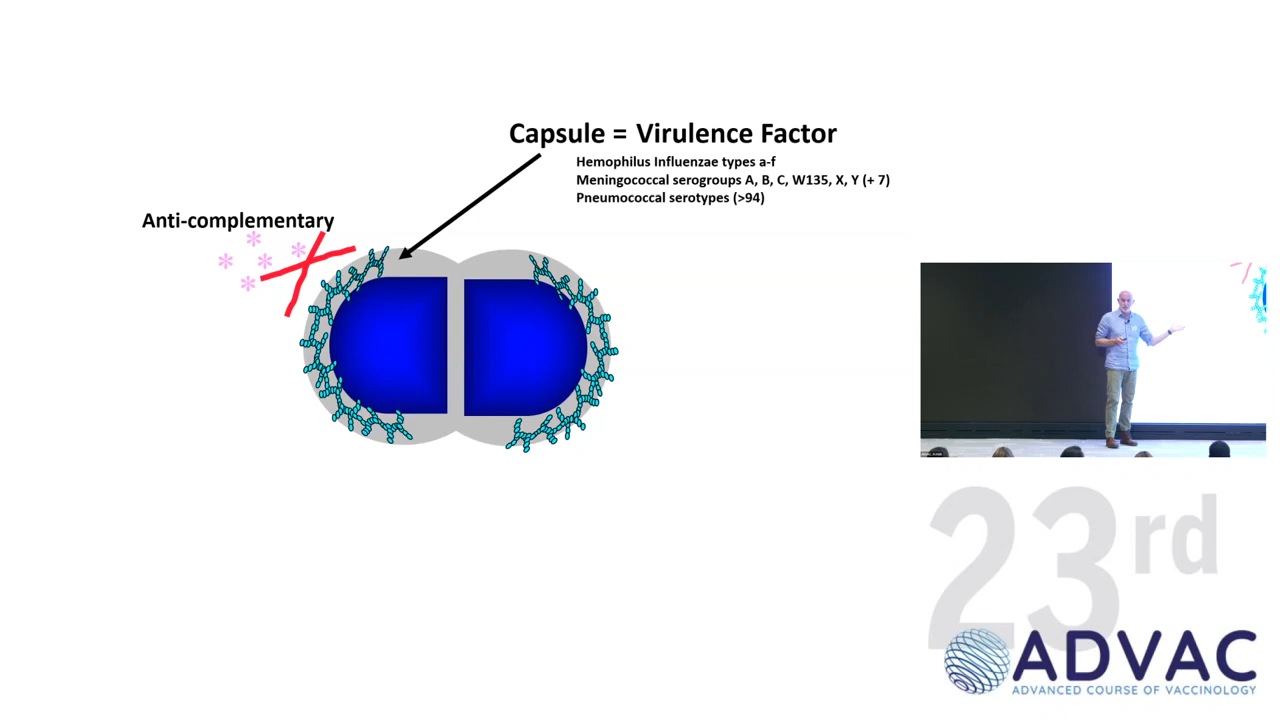 Capsule = Virulence Factor
Hemophilus Influenzae types a-f
Meningococcal serogroups A, B, C, W135, X, Y (+ 7)
Pneumococcal serotypes (>94)
Anti-complementary
23rd
ADVAC
ADVANCED COURSE OF VACCINOLOGY